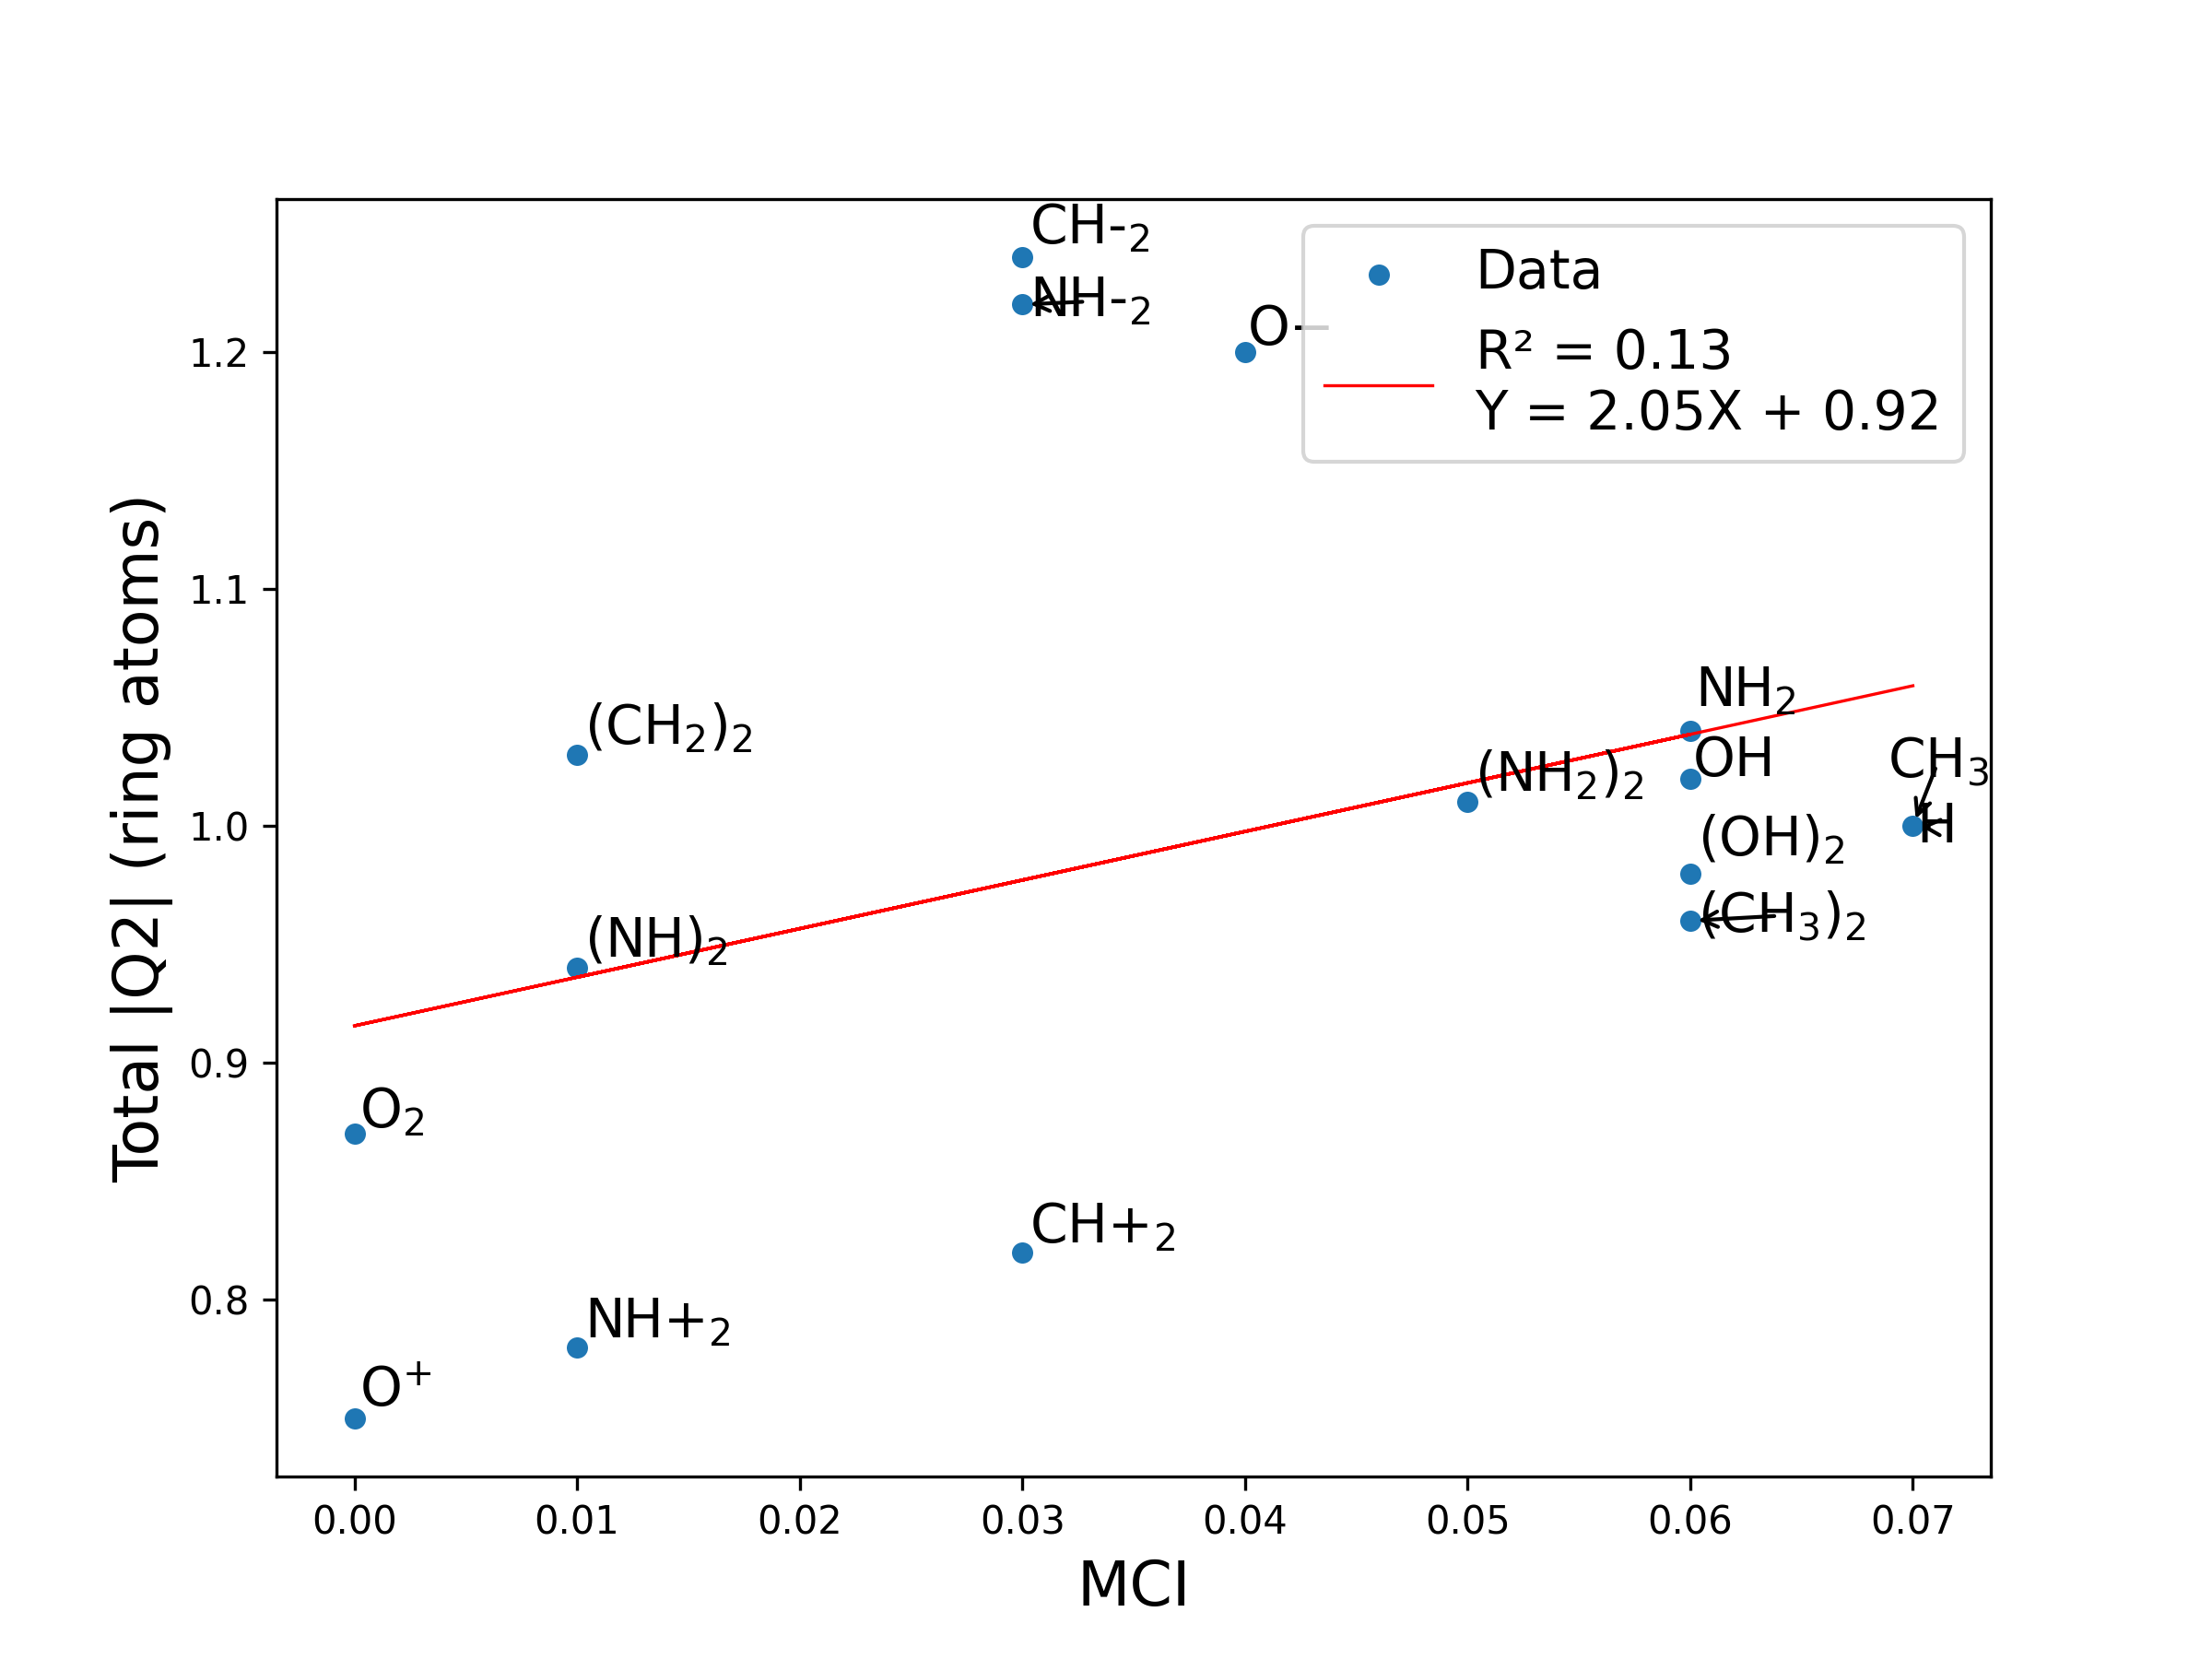 CH-₂
NH-₂
O-
Data
R² = 0.13
Y = 2.05X + 0.92
(CH₂)₂
NH₂
OH
CH₃
(NH₂)₂
H
(OH)₂
(CH₃)₂
(NH)₂
O₂
CH+₂
NH+₂
O⁺
1.2
1.1
1.0
0.9
0.8
Total |Q2| (ring atoms)
0.00 0.01 0.02 0.03 0.04 0.05 0.06 0.07
MCI